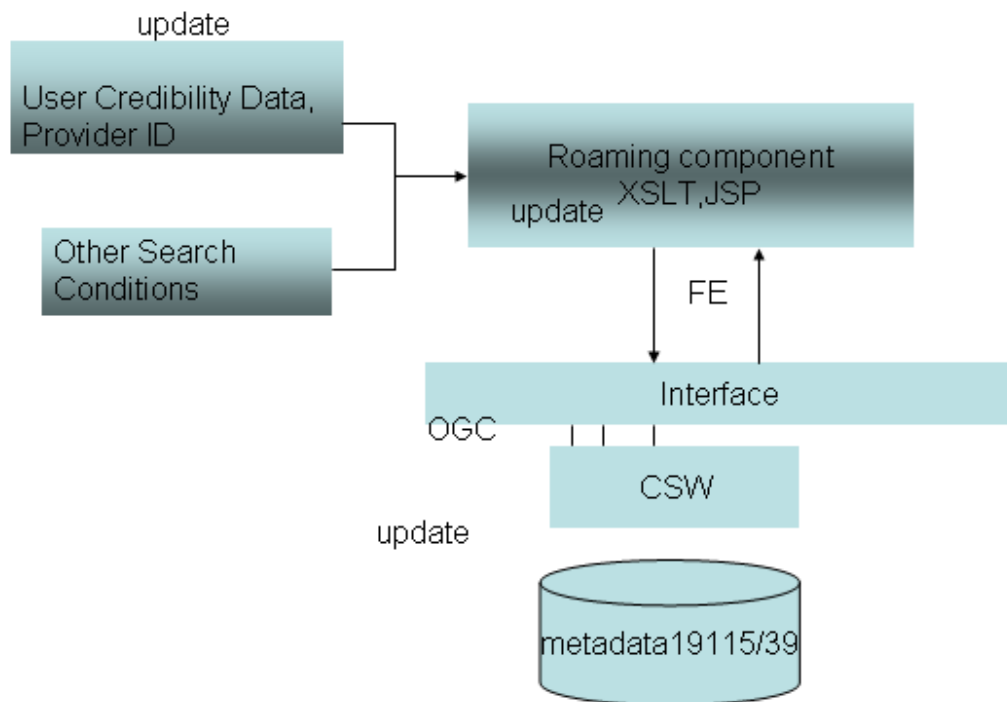 update
User Credibility Data,
Provider ID
Roaming component
XSLT,JSP
update
Other Search
Conditions
FE
Interface
OGC
CSW
update
metadata19115/39